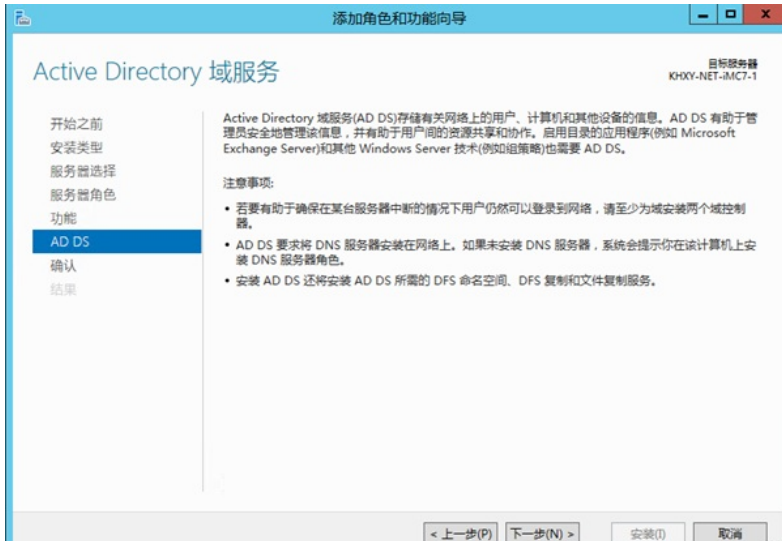 添加角色和功能向导
Active Directory 域服务
目标服务器
KHXY-NET-iMC7-1
开始之前
安装类型
服务器选择
服务器角色
功能
AD DS
确认
结果
Active Directory 域服务(AD DS)存储有关网络上的用户、计算机和其他设备的信息。AD DS 有助于管
理员安全地管理该信息，并有助于用户间的资源共享和协作。启用目录的应用程序(例如 Microsoft
Exchange Server)和其他 Windows Server 技术(例如组策略)也需要 AD DS。
注意事项:
• 若要有助于确保在某台服务器中断的情况下用户仍然可以登录到网络，请至少为域安装两个域控制
器。
• AD DS 要求将 DNS 服务器安装在网络上。如果未安装 DNS 服务器，系统会提示你在该计算机上安
装 DNS 服务器角色。
• 安装 AD DS 还将安装 AD DS 所需的 DFS 命名空间、DFS 复制和文件复制服务。
< 上一步(P)
下一步(N) >
安装(I)
取消